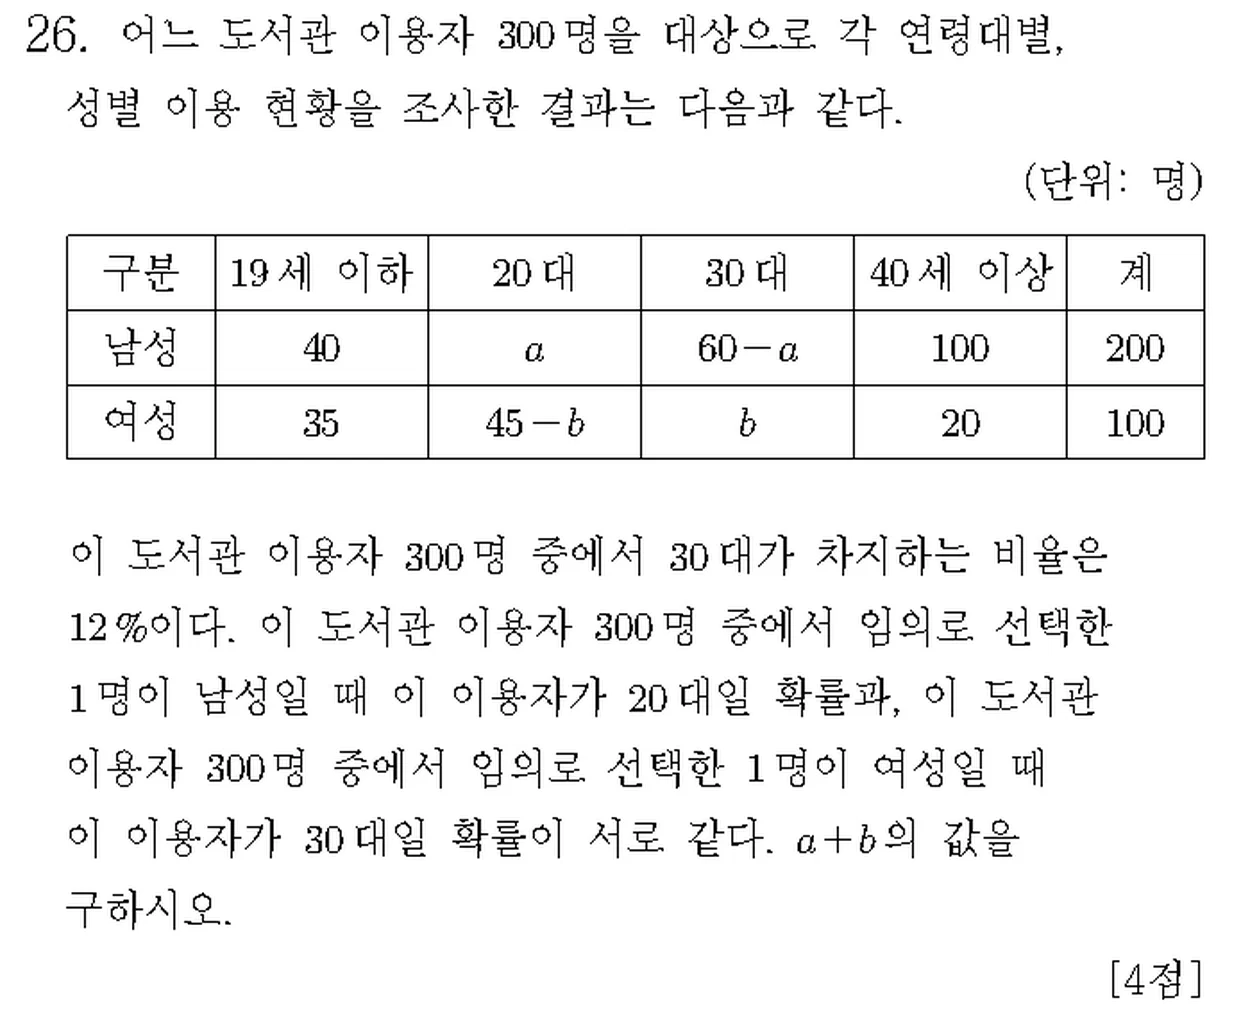 26. 어느 도서관 이용자 300명을 대상으로 각 연령대별,
성별 이용 현황을 조사한 결과는 다음과 같다.
(단위: 명)
구분 19세 이하 20대 30대 40세 이상 계
남성 40 a 60-a 100 200
여성 35 45-b b 20 100
이 도서관 이용자 300명 중에서 30대가 차지하는 비율은
12%이다. 이 도서관 이용자 300명 중에서 임의로 선택한
1명이 남성일 때 이 이용자가 20대일 확률과, 이 도서관
이용자 300명 중에서 임의로 선택한 1명이 여성일 때
이 이용자가 30대일 확률이 서로 같다. a+b의 값을
구하시오.
[4점]